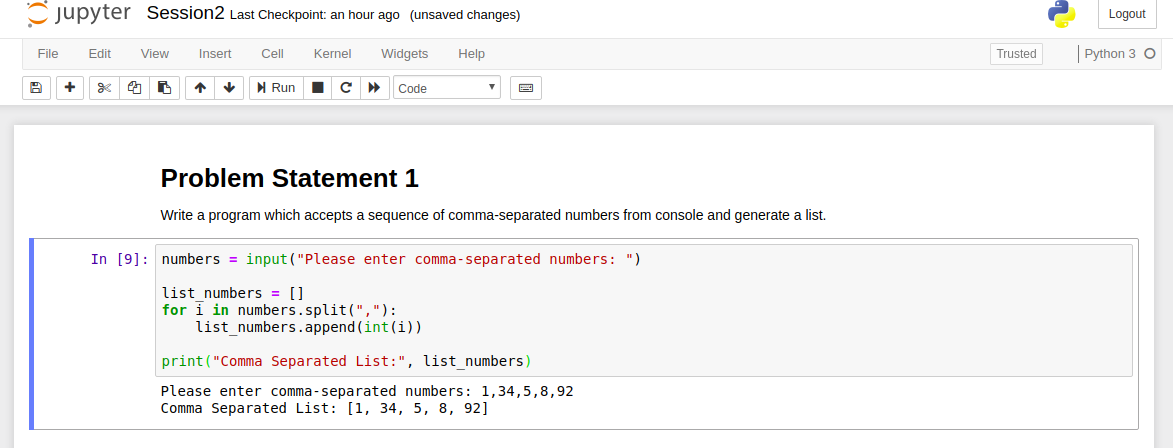 jupyter Session2 Last Checkpoint: an hour ago (unsaved changes) Logout
File Edit View Insert Cell Kernel Widgets Help Trusted Python 3
Run Code
Problem Statement 1
Write a program which accepts a sequence of comma-separated numbers from console and generate a list.
In [9]: numbers = input("Please enter comma-separated numbers: ")
list_numbers = []
for i in numbers.split(","):
    list_numbers.append(int(i))
print("Comma Separated List:", list_numbers)
Please enter comma-separated numbers: 1,34,5,8,92
Comma Separated List: [1, 34, 5, 8, 92]